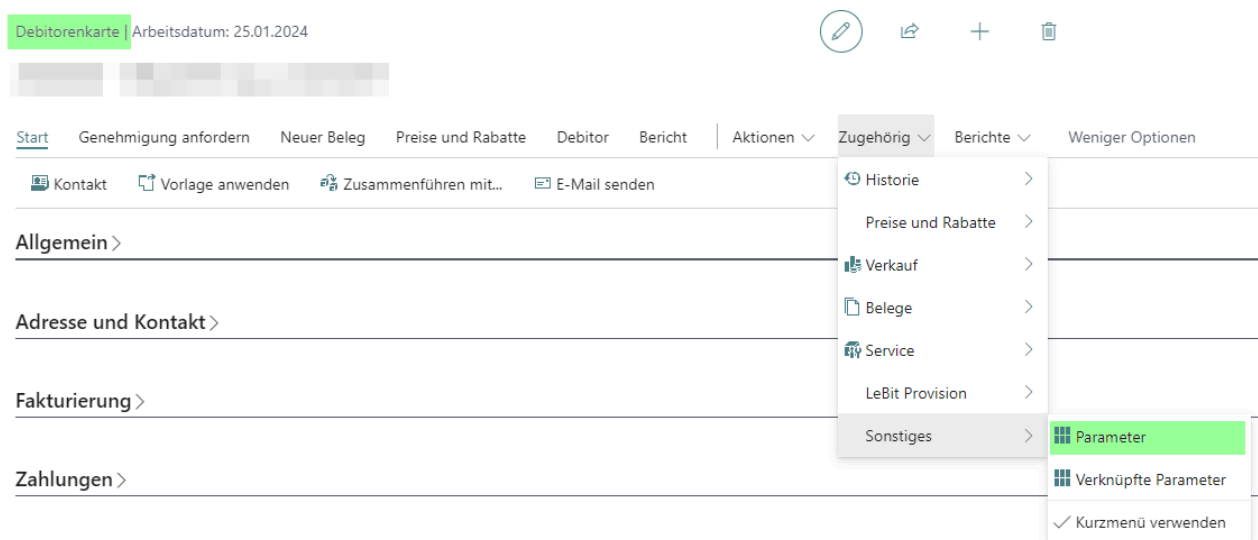 Debitorenkarte | Arbeitsdatum: 25.01.2024
Start Genehmigung anfordern Neuer Beleg Preise und Rabatte Debitor Bericht Aktionen Zugehörig Berichte Weniger Optionen
Kontakt Vorlage anwenden Zusammenführen mit... E-Mail senden
Historie
Preise und Rabatte
Verkauf
Belege
Service
LeBit Provision
Sonstiges
Parameter
Verknüpfte Parameter
Kurzmenü verwenden
Allgemein
Adresse und Kontakt
Fakturierung
Zahlungen